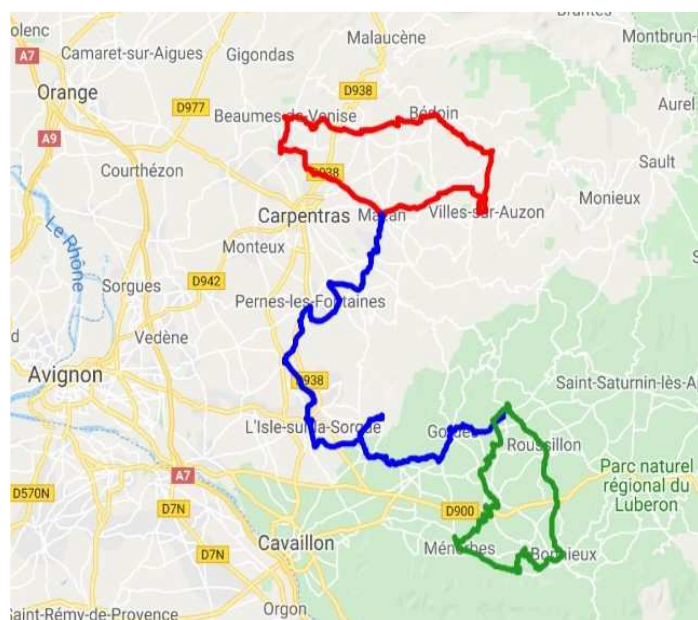 olenc
Brantes
Malaucène
Montbrun-
Camaret-sur-Aigues
Gigondas
A7
Orange
D938
D977
Beaumes-de-Venise
Bédoin
Aurel
A9
Courthézon
D938
Sault
Monieux
Carpentras
Mazan
Villes-sur-Auzon
Monteux
Le Rhône
D942
Sorgues
Pernes-les-Fontaines
Vedène
d
Avignon
D938
Saint-Saturnin-lès-A
L'Isle-sur-la-Sorgue
Gordes
Roussillon
A7
Parc naturel
régional du
Luberon
D570N
D7N
D900
Cavaillon
Ménerbes
Bonnieux
D7N
Orgon
Saint-Rémy-de-Provence